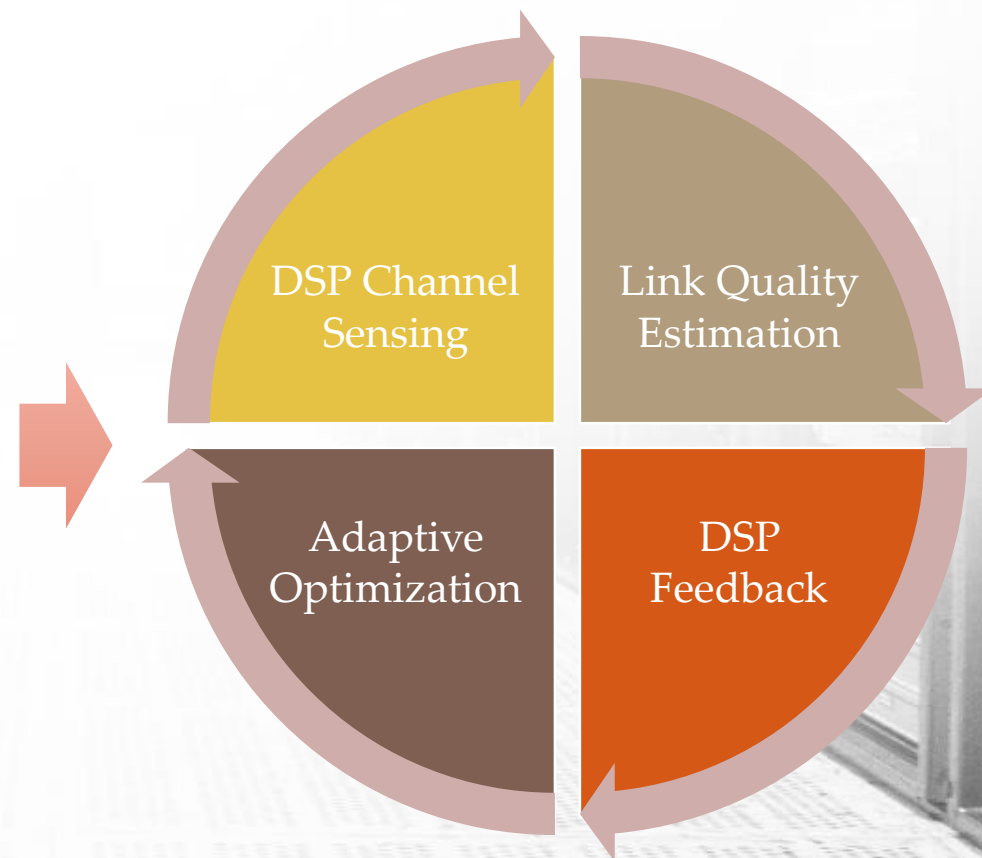 DSP Channel
Sensing
Link Quality
Estimation
Adaptive
Optimization
DSP
Feedback